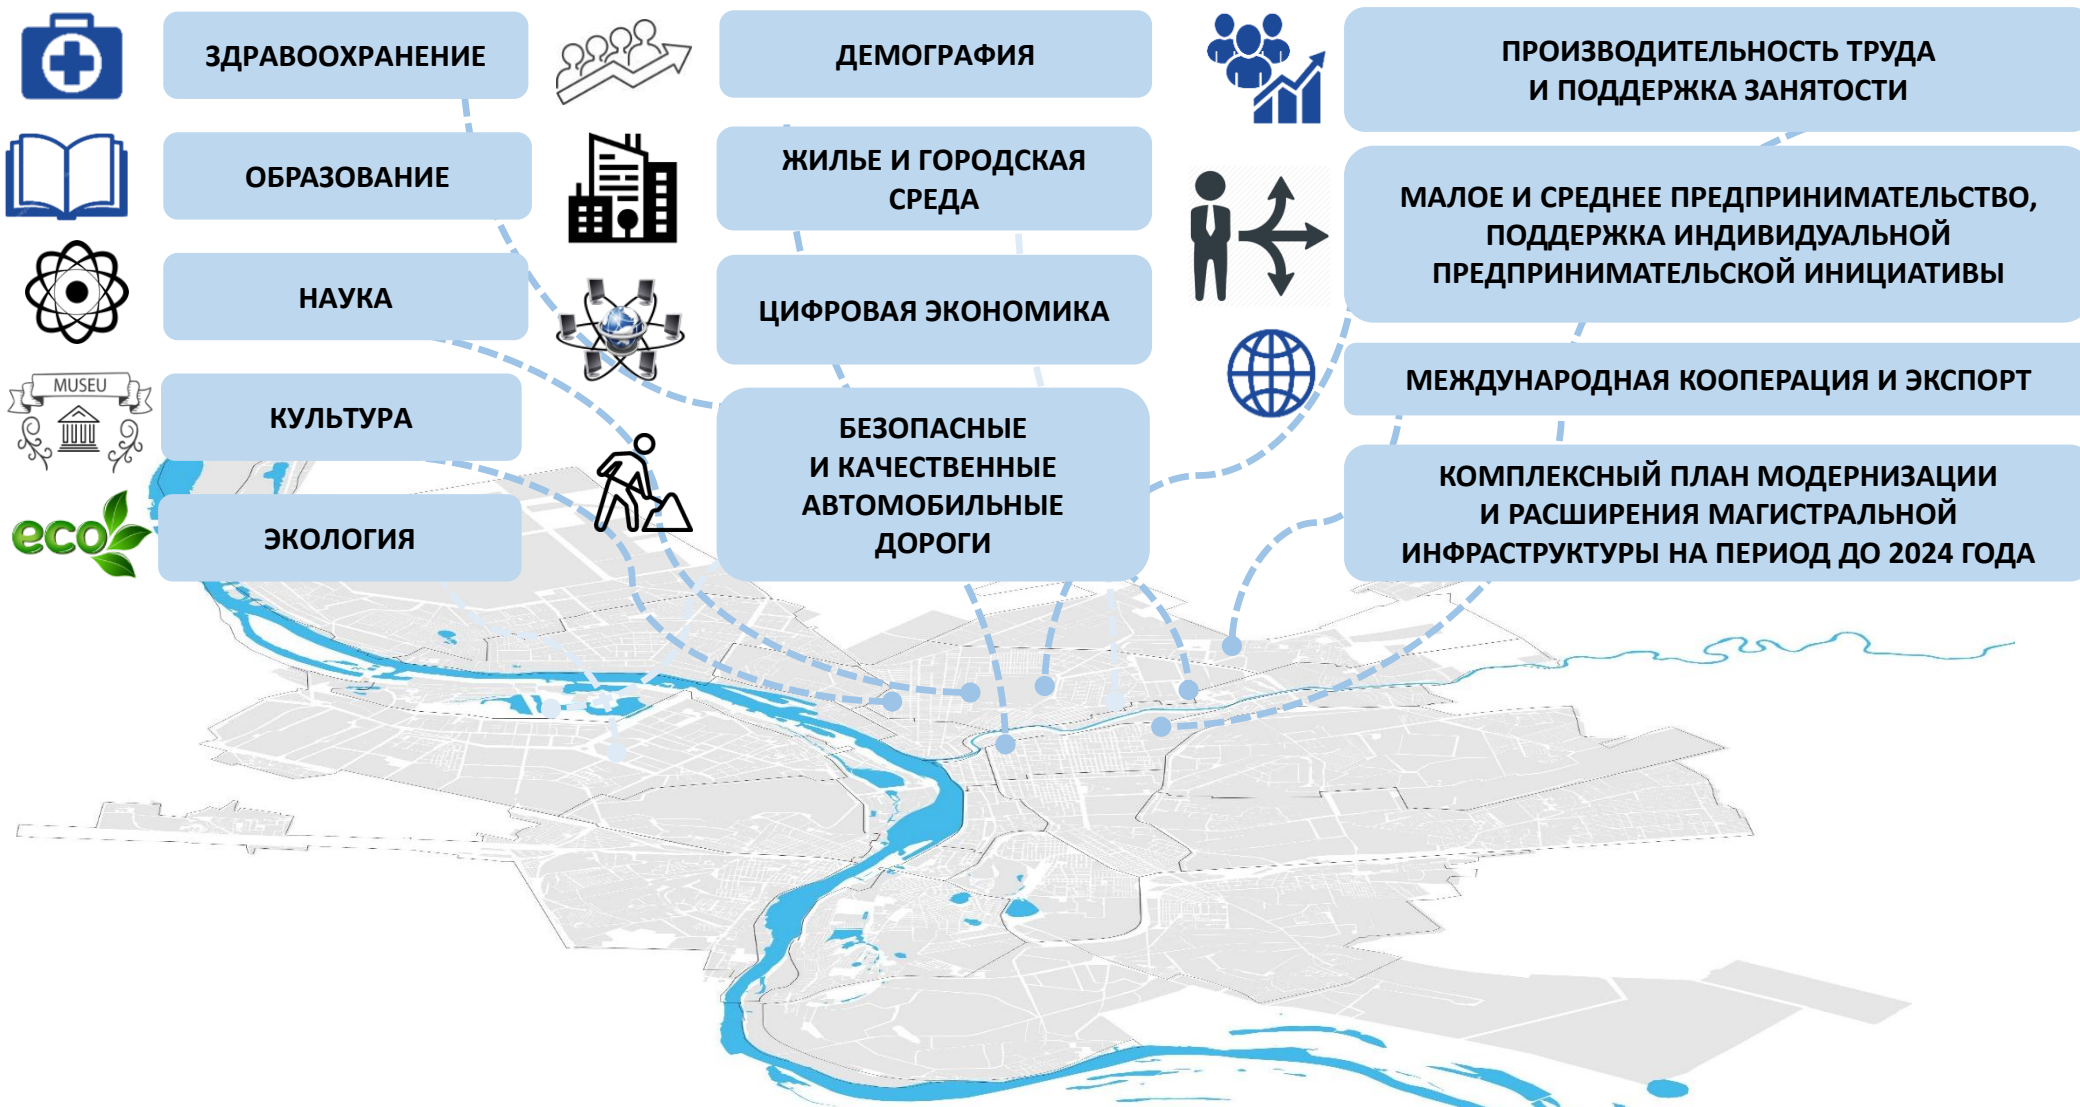 ЗДРАВООХРАНЕНИЕ
ОБРАЗОВАНИЕ
НАУКА
MUSEU
КУЛЬТУРА
eco
ЭКОЛОГИЯ
ДЕМОГРАФИЯ
ЖИЛЬЕ И ГОРОДСКАЯ
СРЕДА
ЦИФРОВАЯ ЭКОНОМИКА
БЕЗОПАСНЫЕ
И КАЧЕСТВЕННЫЕ
АВТОМОБИЛЬНЫЕ
ДОРОГИ
ПРОИЗВОДИТЕЛЬНОСТЬ ТРУДА
И ПОДДЕРЖКА ЗАНЯТОСТИ
МАЛОЕ И СРЕДНЕЕ ПРЕДПРИНИМАТЕЛЬСТВО,
ПОДДЕРЖКА ИНДИВИДУАЛЬНОЙ
ПРЕДПРИНИМАТЕЛЬСКОЙ ИНИЦИАТИВЫ
МЕЖДУНАРОДНАЯ КООПЕРАЦИЯ И ЭКСПОРТ
КОМПЛЕКСНЫЙ ПЛАН МОДЕРНИЗАЦИИ
И РАСШИРЕНИЯ МАГИСТРАЛЬНОЙ
ИНФРАСТРУКТУРЫ НА ПЕРИОД ДО 2024 ГОДА